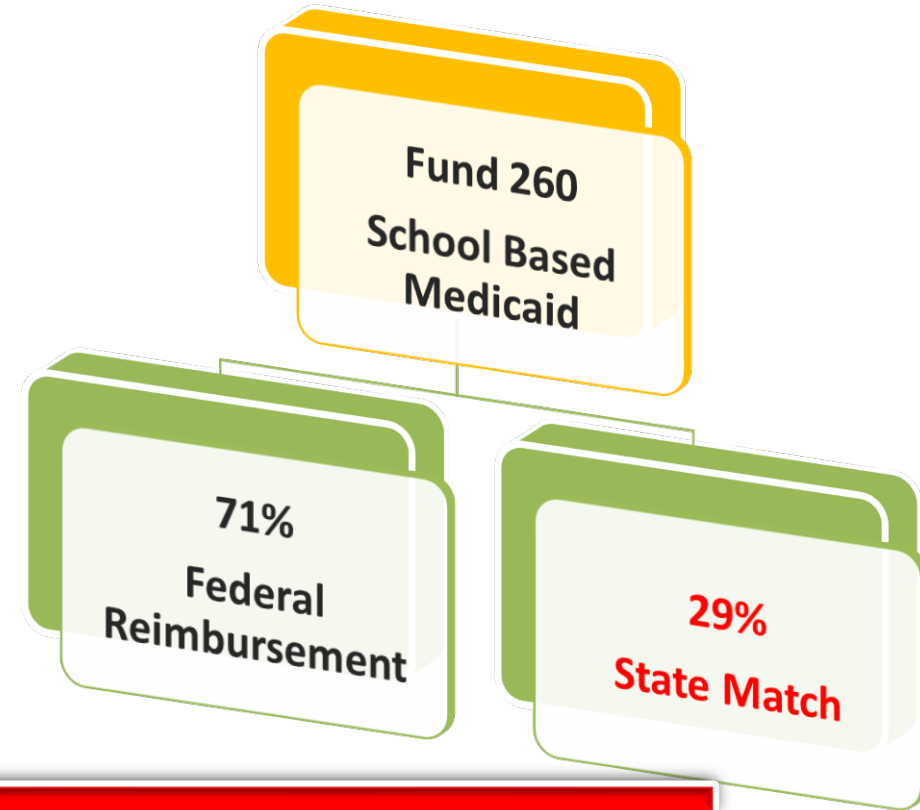 Fund 260
School Based
Medicaid
71%
Federal
Reimbursement
29%
State Match